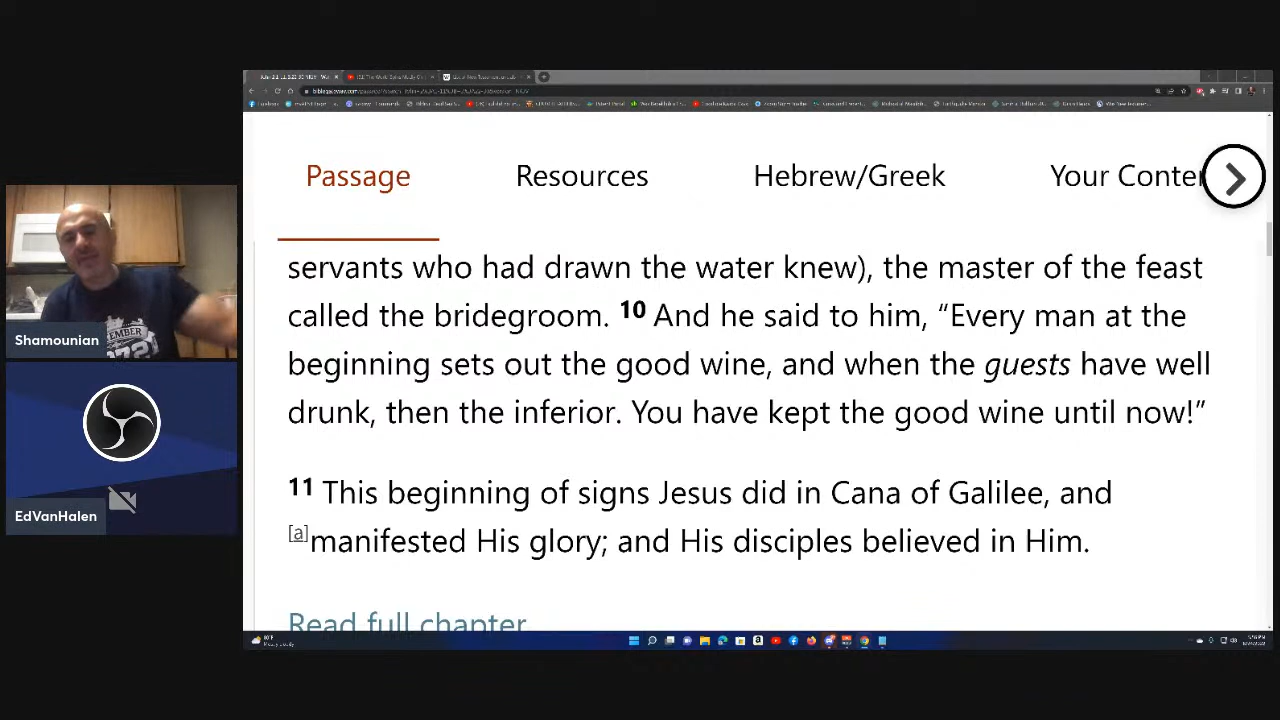 Passage
Resources
Hebrew/Greek
Your Conten
servants who had drawn the water knew), the master of the feast
called the bridegroom. 10 And he said to him, “Every man at the
beginning sets out the good wine, and when the guests have well
drunk, then the inferior. You have kept the good wine until now!”
11 This beginning of signs Jesus did in Cana of Galilee, and
[a]manifested His glory; and His disciples believed in Him.
Read full chapter
Shamounian
EdVanHalen